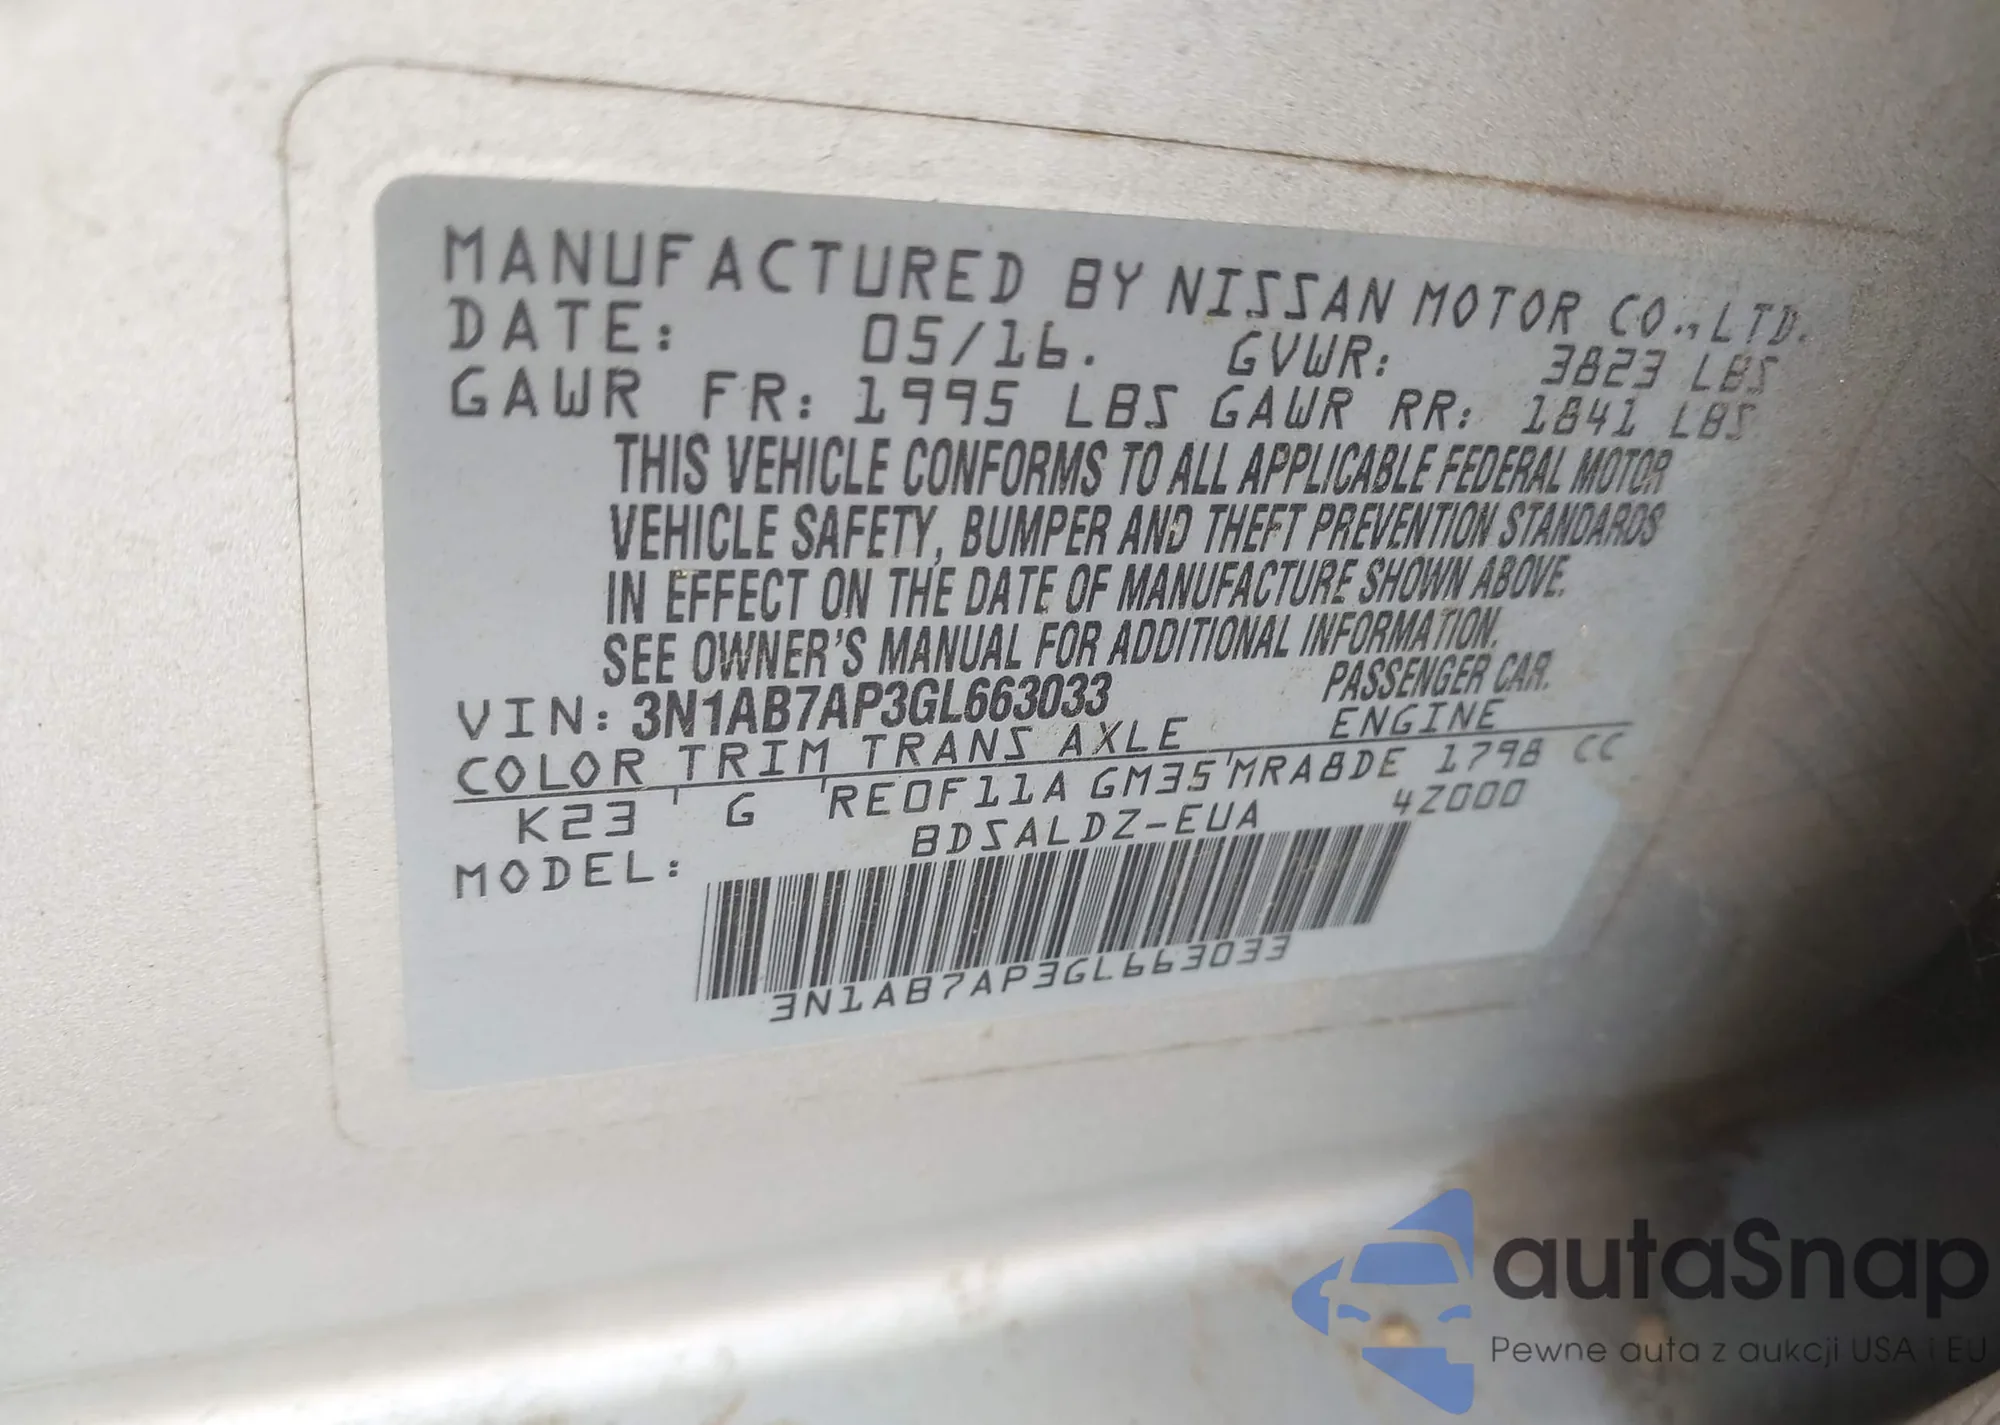 MANUFACTURED BY NISSAN MOTOR CO.,LTD.
DATE: 05/16. GVWR: 3823 LBS
GAWR FR: 1995 LBS GAWR RR: 1841 LBS
THIS VEHICLE CONFORMS TO ALL APPLICABLE FEDERAL MOTOR
VEHICLE SAFETY, BUMPER AND THEFT PREVENTION STANDARDS
IN EFFECT ON THE DATE OF MANUFACTURE SHOWN ABOVE.
SEE OWNER'S MANUAL FOR ADDITIONAL INFORMATION.
VIN: 3N1AB7AP3GL663033 PASSENGER CAR.
COLOR TRIM TRANS AXLE ENGINE
K23 G RE0F11A GM35 MRA8DE 1798 CC
MODEL: BDSALDZ-EUA 4Z000
3N1AB7AP3GL663033
autaSnap
Pewne auta z aukcji USA i EU